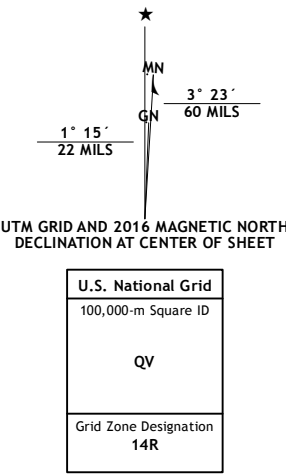 ★
MN
3° 23´
60 MILS
GN
1° 15´
22 MILS
UTM GRID AND 2016 MAGNETIC NORTH
DECLINATION AT CENTER OF SHEET
U.S. National Grid
100,000-m Square ID
QV
Grid Zone Designation
14R